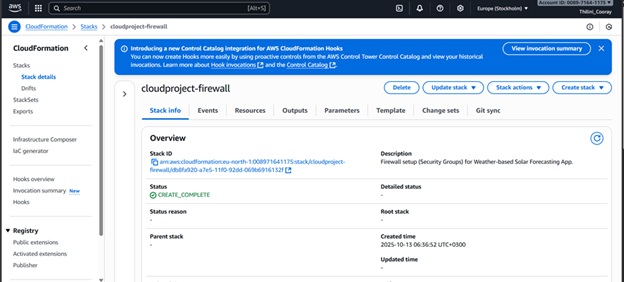 aws
Search
[Alt+S]
Europe (Stockholm)
Account ID: 0089-7164-1175
Thilini_Cooray
CloudFormation
Stacks
cloudproject-firewall
CloudFormation
Stacks
Stack details
Drifts
StackSets
Exports
Infrastructure Composer
IaC generator
Hooks overview
Invocation summary New
Hooks
Registry
Public extensions
Activated extensions
Publisher
Introducing a new Control Catalog integration for AWS CloudFormation Hooks
You can now create Hooks more easily by using proactive controls from the AWS Control Tower Control Catalog and view your historical
invocations. Learn more about Hook invocations and the Control Catalog.
View invocation summary
cloudproject-firewall
Delete
Update stack
Stack actions
Create stack
Stack info
Events
Resources
Outputs
Parameters
Template
Change sets
Git sync
Overview
Stack ID
arn:aws:cloudformation:eu-north-1:008971641175:stack/cloudproject-
firewall/db8fa920-a7e5-11f0-92dd-069b6916132f
Description
Firewall setup (Security Groups) for Weather-based Solar Forecasting App.
Status
CREATE_COMPLETE
Detailed status
-
Status reason
-
Root stack
-
Parent stack
-
Created time
2025-10-13 06:36:52 UTC+0300
Updated time
-